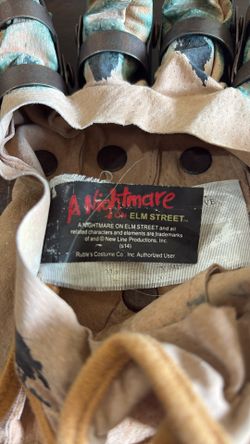 A Nightmare
ON ELM STREET™
A NIGHTMARE ON ELM STREET and all
related characters and elements are trademarks
of and © New Line Productions, Inc.
(s14)
Rubie's Costume Co. Inc. Authorized User